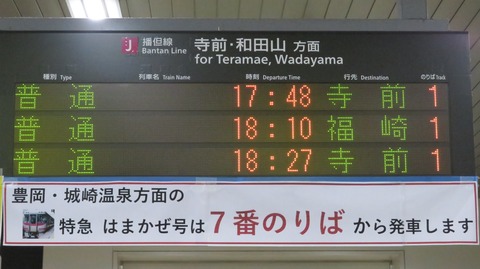 J 播但線 寺前・和田山 方面
Bantan Line for Teramae, Wadayama
種別 Type 列車名 Train Name 時刻 Departure Time 行先 Destination のりば Track
普通 17:48 寺前 1
普通 18:10 福崎 1
普通 18:27 寺前 1
豊岡・城崎温泉方面の
特急 はまかぜ号は7番のりばから発車します